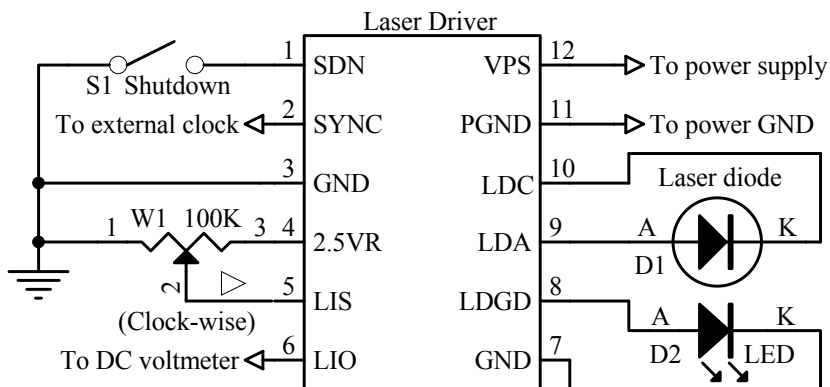 Laser Driver
1 SDN VPS 12 To power supply
S1 Shutdown
To external clock 2 SYNC PGND 11 To power GND
3 GND LDC 10
Laser diode
1 W1 100K 3 4 2.5VR LDA 9 A K
D1
2 5 LIS LDGD 8
(Clock-wise) A K
To DC voltmeter 6 LIO GND 7 D2 LED